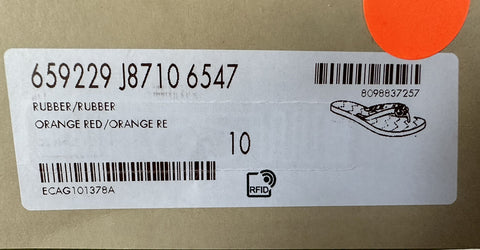 659229 J8710 6547
8098837257
RUBBER/RUBBER
ORANGE RED/ORANGE RE
10
RFID
ECAG101378A